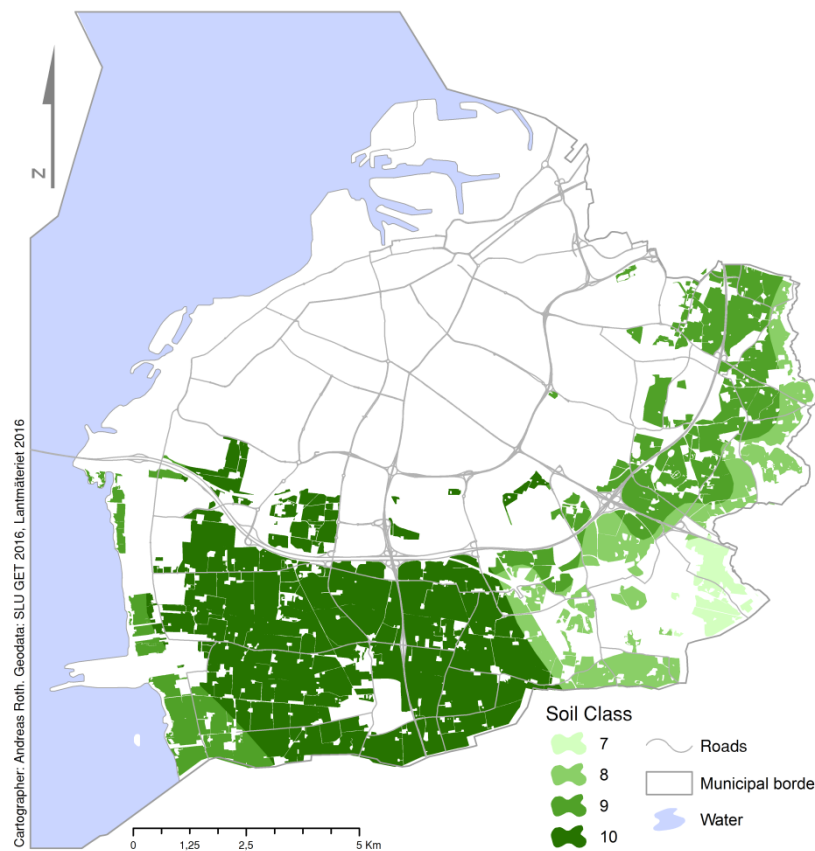 N
Cartographer: Andreas Roth, Geodata: SLU GET 2016, Lantmäteriet 2016
Soil Class
7
8
9
10
Roads
Municipal borde
Water
0 1,25 2,5 5 Km